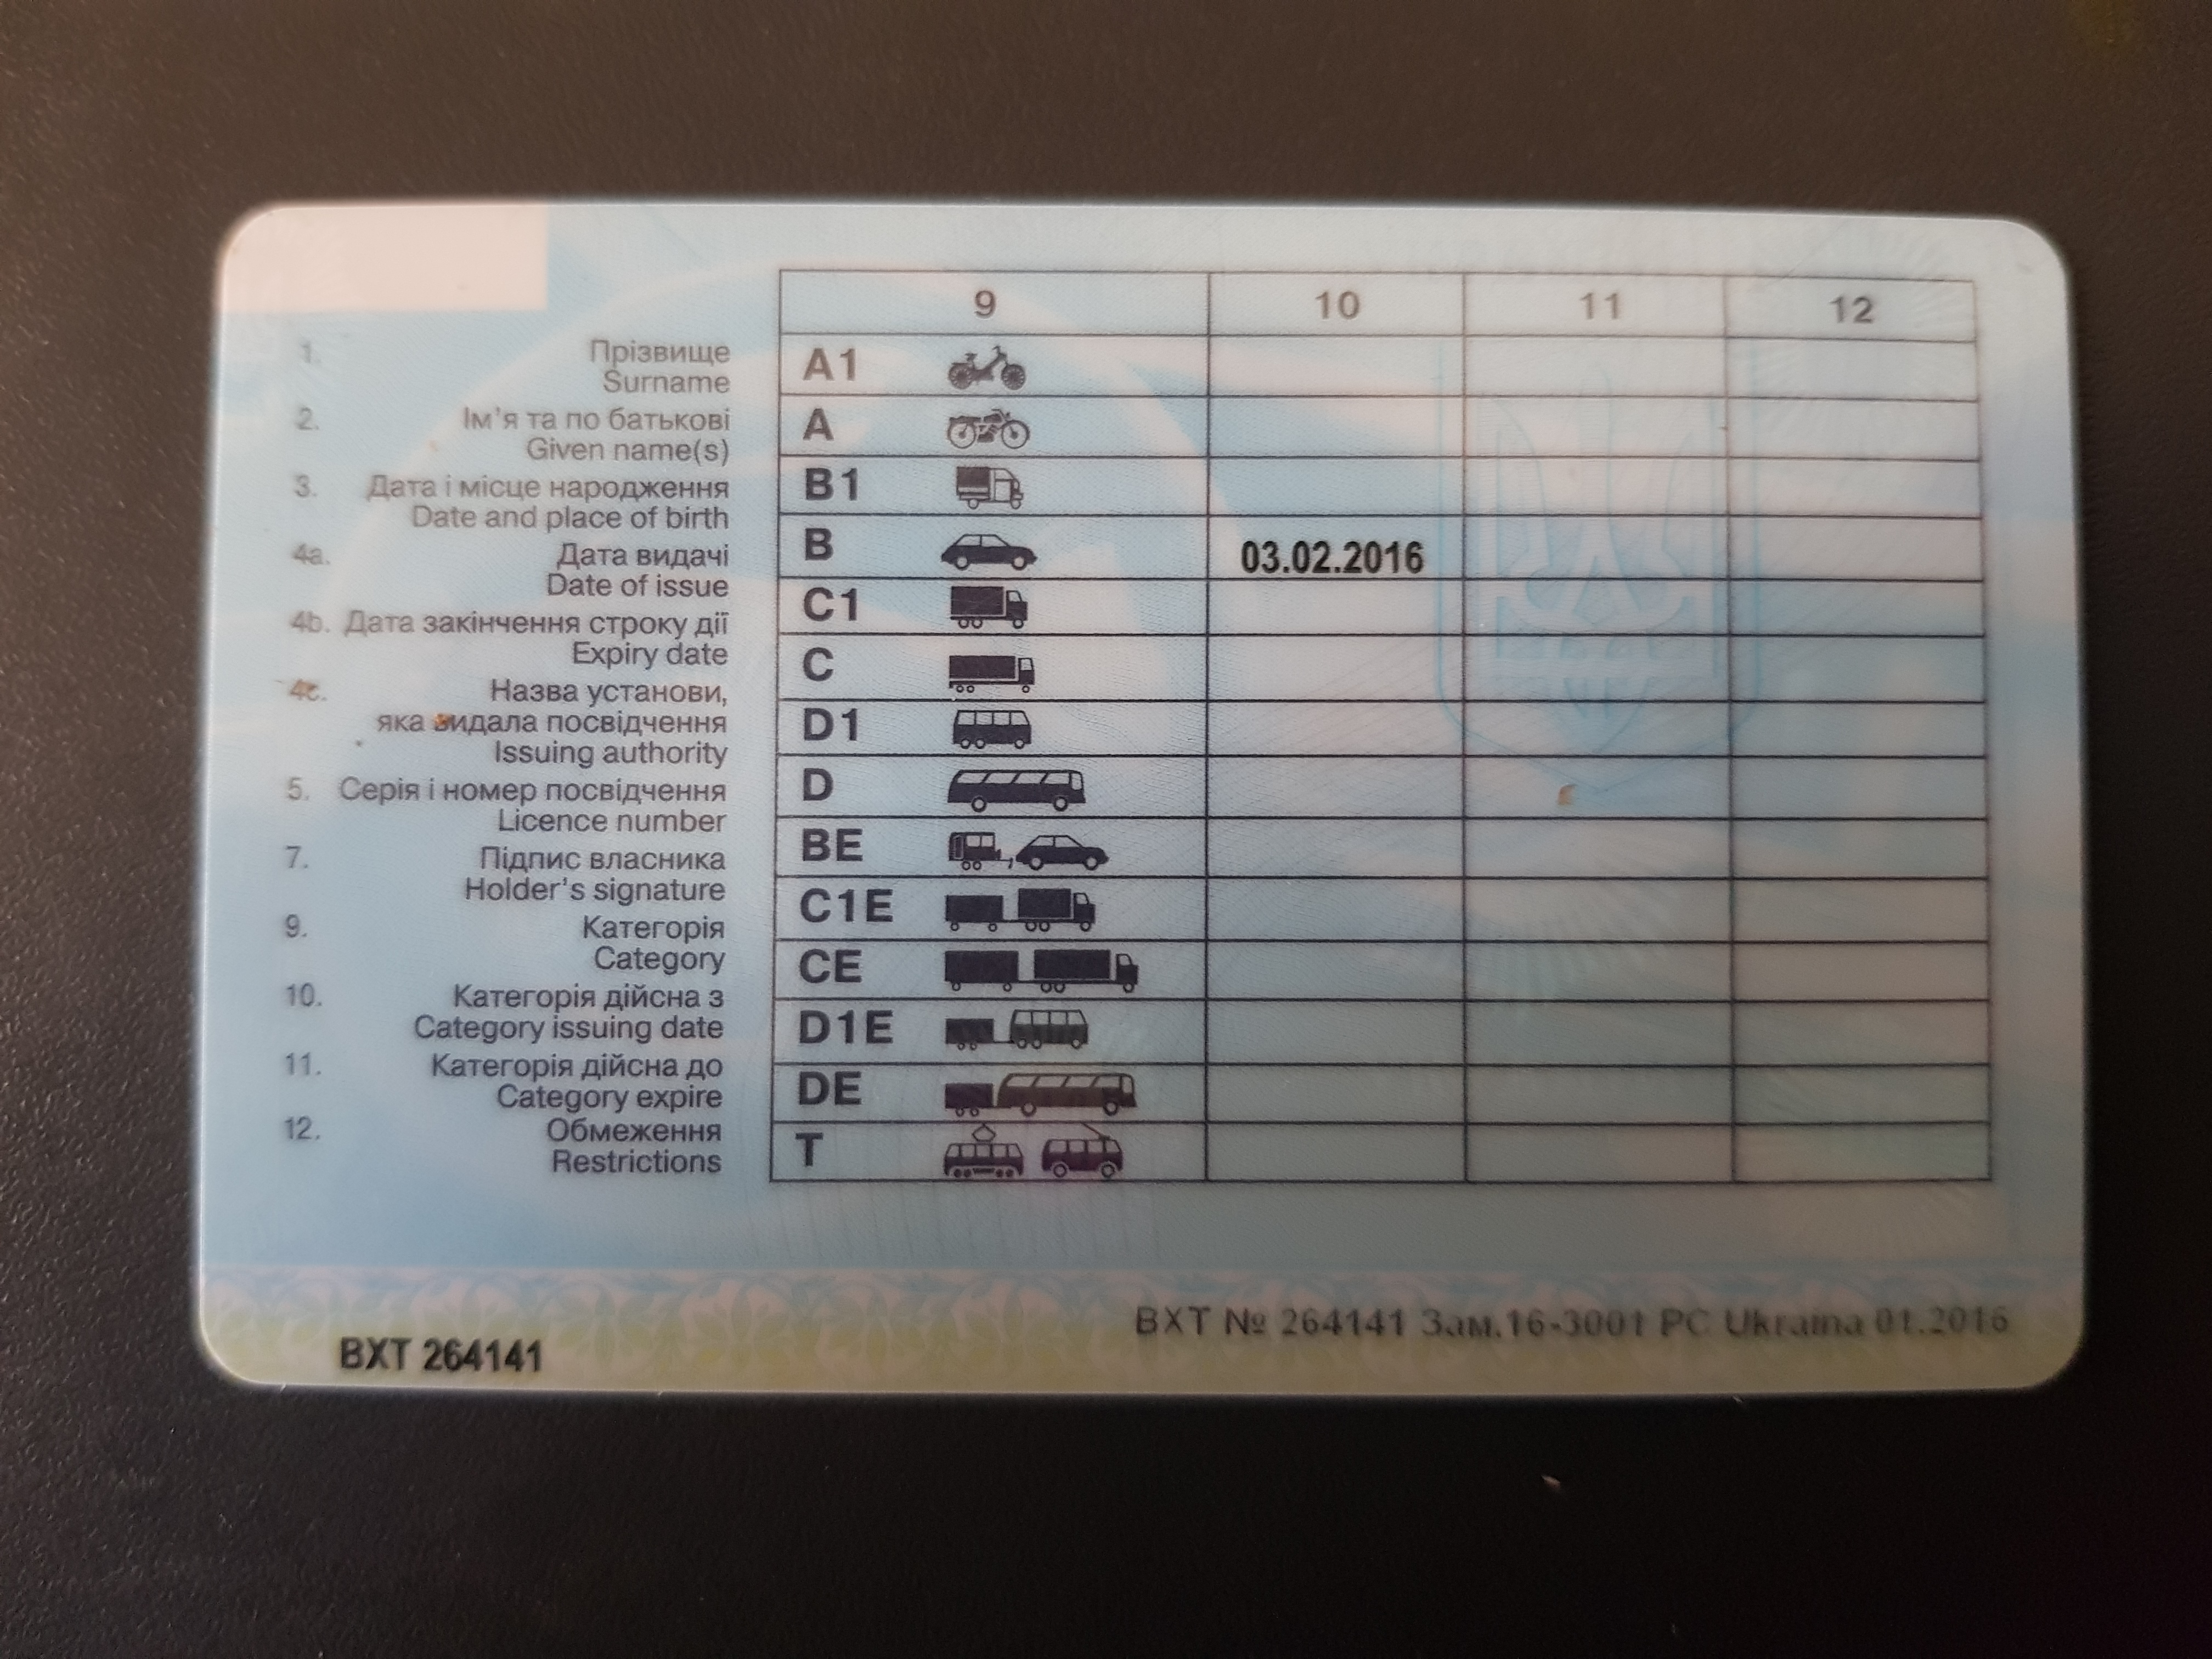 1. Прізвище
Surname
2. Ім'я та по батькові
Given name(s)
3. Дата і місце народження
Date and place of birth
4a. Дата видачі
Date of issue
4b. Дата закінчення строку дії
Expiry date
4c. Назва установи,
яка видала посвідчення
Issuing authority
5. Серія і номер посвідчення
Licence number
7. Підпис власника
Holder's signature
9. Категорія
Category
10. Категорія дійсна з
Category issuing date
11. Категорія дійсна до
Category expire
12. Обмеження
Restrictions
9 10 11 12
A1
A
B1
B 03.02.2016
C1
C
D1
D
BE
C1E
CE
D1E
DE
T
BXT № 264141 Зам.16-3001 PC Ukraina 01.2016
BXT 264141